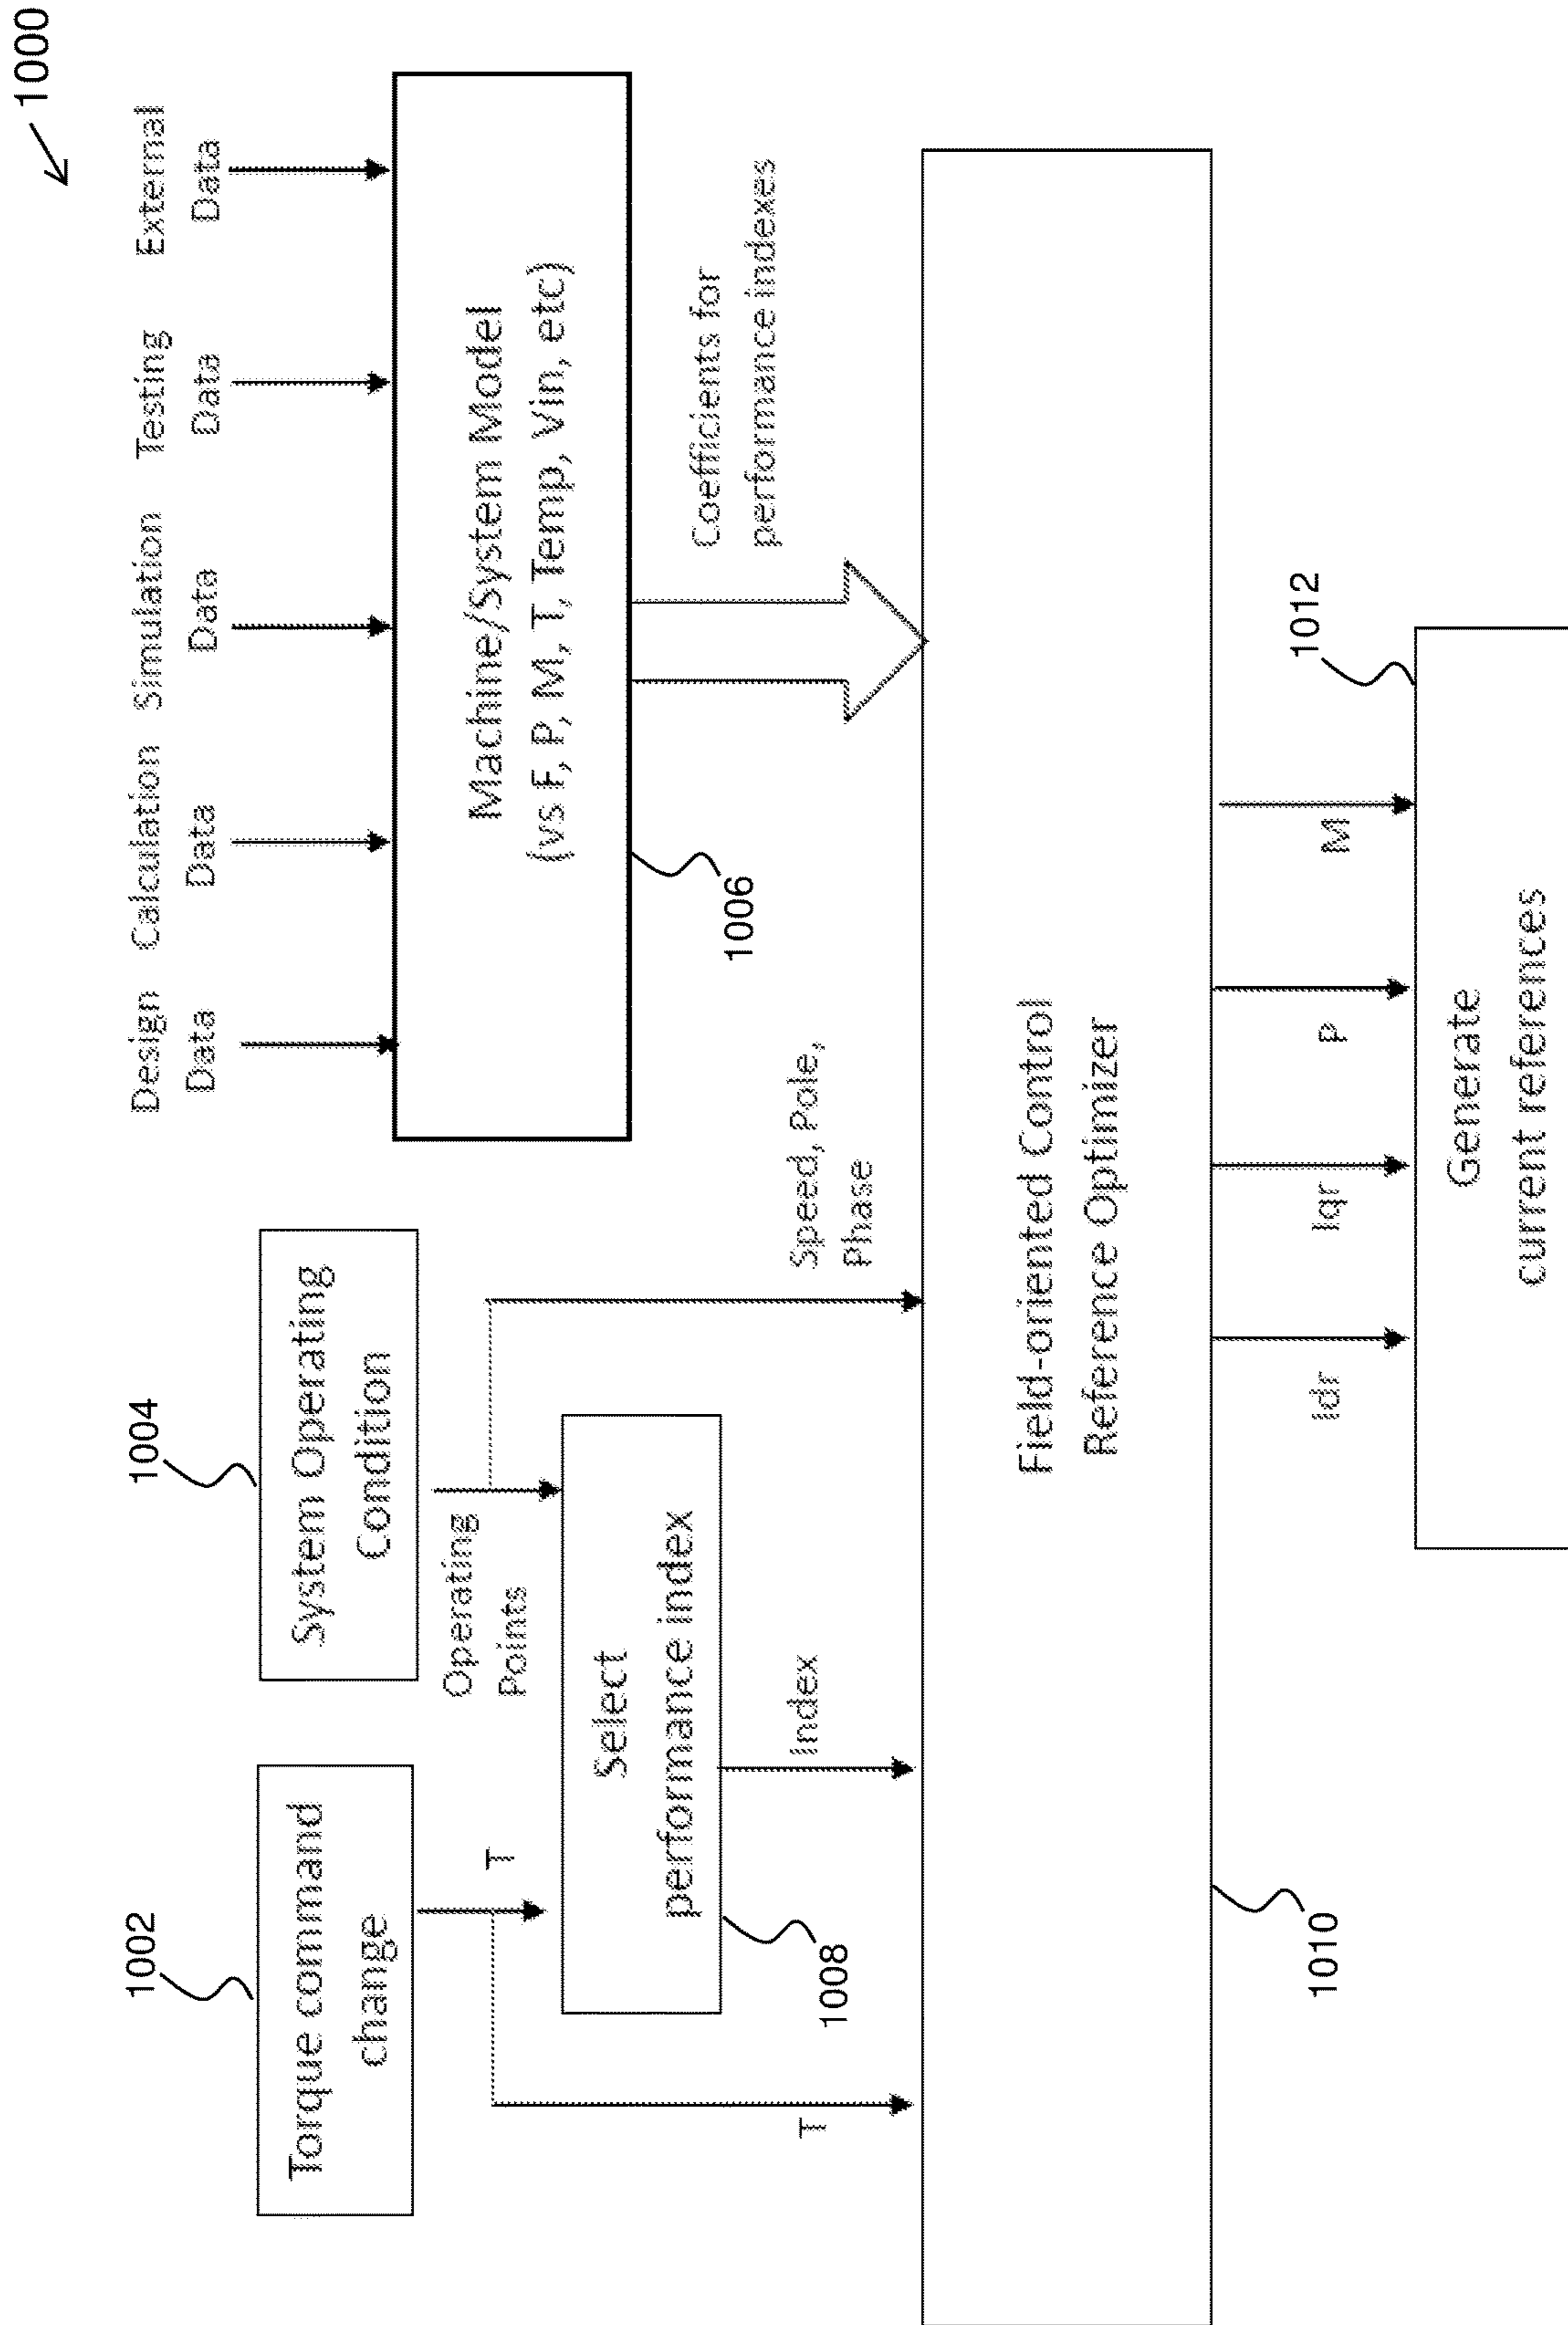 1000
1002
Torque command
change
1004
System Operating
Condition
Design
Data
Calculation
Data
Simulation
Data
Testing
Data
External
Data
Machine/System Model
(vs F, P, M, T, Temp, Vin, etc)
1006
T
Operating
Points
Select
performance index
1008
T
Index
Speed, Pole,
Phase
Coefficients for
performance indexes
Field-oriented Control
Reference Optimizer
1010
Idr
Iqr
P
M
1012
Generate
current references